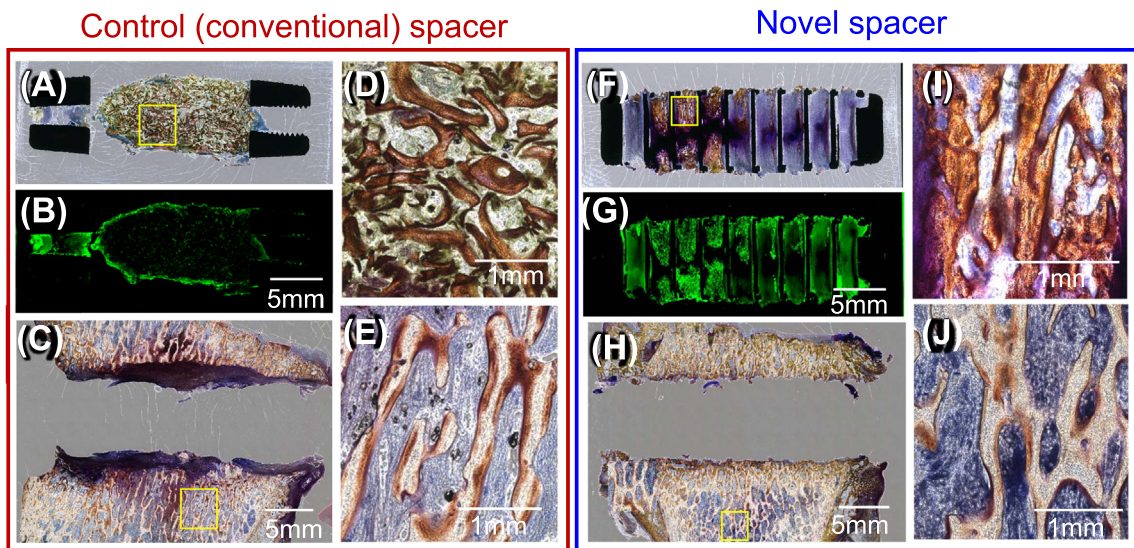 Control (conventional) spacer
Novel spacer
(A)
(D)
(F)
(I)
(B)
(G)
1mm
1mm
5mm
5mm
(C)
(E)
(H)
(J)
5mm
1mm
5mm
1mm